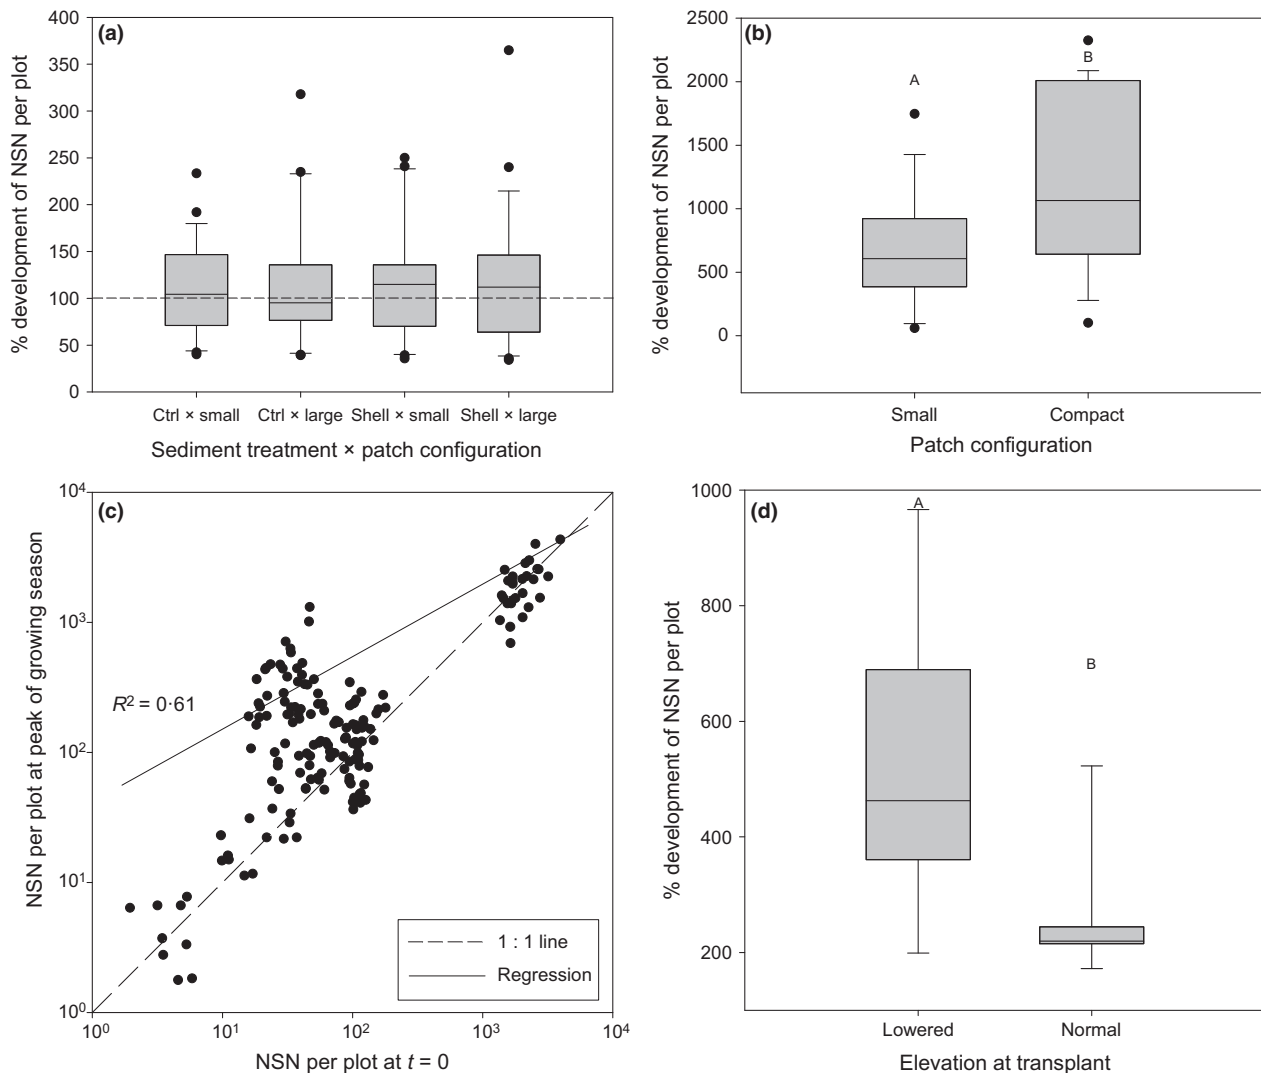 (a)
% development of NSN per plot
400
350
300
250
200
150
100
50
0
Ctrl × small Ctrl × large Shell × small Shell × large
Sediment treatment × patch configuration
(b)
% development of NSN per plot
2500
2000
1500
1000
500
0
A
B
Small Compact
Patch configuration
(c)
NSN per plot at peak of growing season
10⁴
10³
10²
10¹
10⁰
R² = 0·61
1 : 1 line
Regression
10⁰ 10¹ 10² 10³ 10⁴
NSN per plot at t = 0
(d)
% development of NSN per plot
1000
800
600
400
200
A
B
Lowered Normal
Elevation at transplant